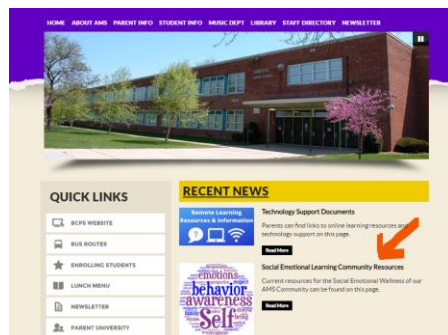 HOME ABOUT AMS PARENT INFO STUDENT INFO MUSIC DEPT LIBRARY STAFF DIRECTORY NEWSLETTER
QUICK LINKS
BCPS WEBSITE
BUS ROUTES
ENROLLING STUDENTS
LUNCH MENU
NEWSLETTER
PARENT UNIVERSITY
RECENT NEWS
Remote Learning
Resources & Information
Technology Support Documents
Parents can find links to online learning resources and
technology support on this page.
Read More
emotions
behavior
awareness
Self
Social Emotional Learning Community Resources
Current resources for the Social Emotional Wellness of our
AMS Community can be found on this page.
Read More